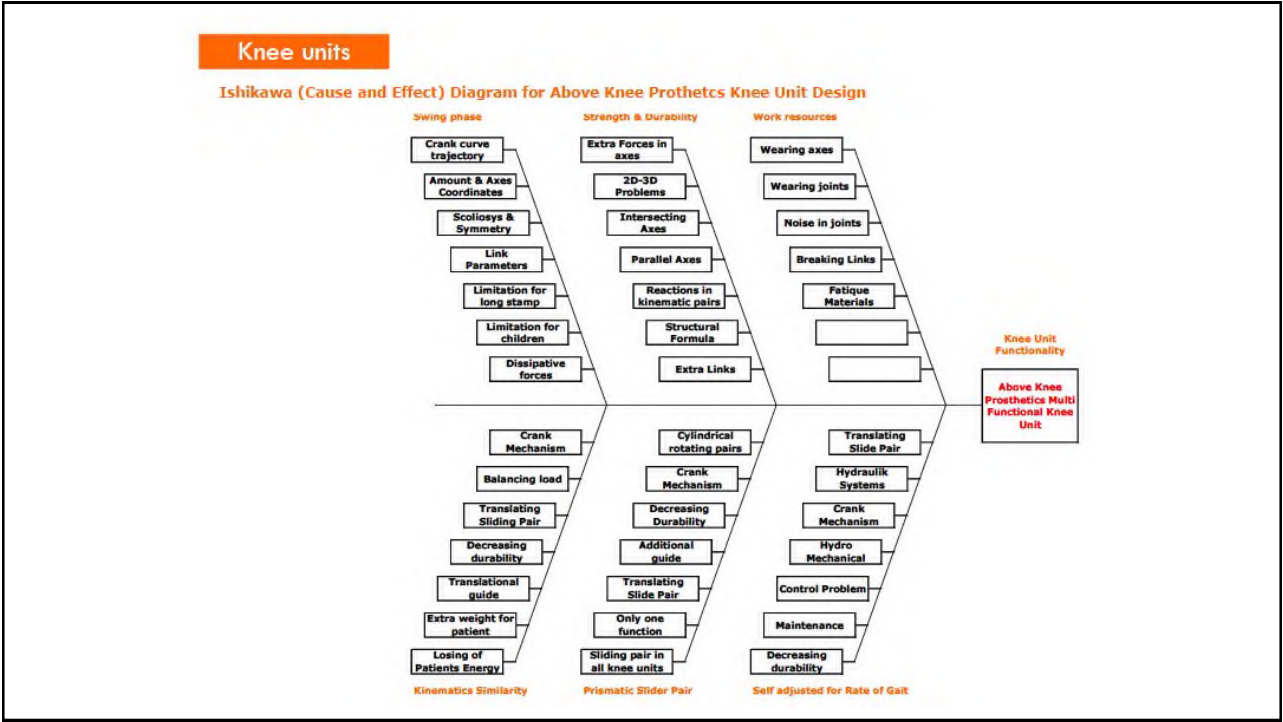 Knee units
Ishikawa (Cause and Effect) Diagram for Above Knee Prothetcs Knee Unit Design
Swing phase
Crank curve
trajectory
Amount & Axes
Coordinates
Scoliosys &
Symmetry
Link
Parameters
Limitation for
long stamp
Limitation for
children
Dissipative
forces
Strength & Durability
Extra Forces in
axes
2D-3D
Problems
Intersecting
Axes
Parallel Axes
Reactions in
kinematic pairs
Structural
Formula
Extra Links
Work resources
Wearing axes
Wearing joints
Noise in joints
Breaking Links
Fatique
Materials
Knee Unit
Functionality
Above Knee
Prosthetics Multi
Functional Knee
Unit
Crank
Mechanism
Balancing load
Translating
Sliding Pair
Decreasing
durability
Translational
guide
Extra weight for
patient
Losing of
Patients Energy
Kinematics Similarity
Cylindrical
rotating pairs
Crank
Mechanism
Decreasing
Durability
Additional
guide
Translating
Slide Pair
Only one
function
Sliding pair in
all knee units
Prismatic Slider Pair
Translating
Slide Pair
Hydraulik
Systems
Crank
Mechanism
Hydro
Mechanical
Control Problem
Maintenance
Decreasing
durability
Self adjusted for Rate of Gait